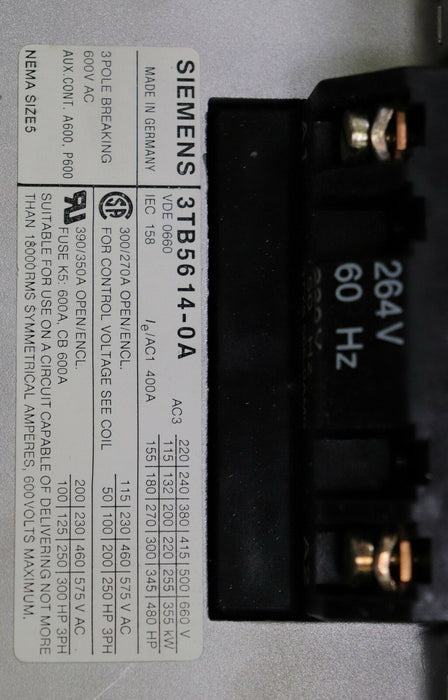 SIEMENS 3TB5614-0A
MADE IN GERMANY
VDE 0660
IEC 158 Ie/AC1 400A
AC3 220 | 240 | 380 | 415 | 500 | 660 V
115 | 132 | 200 | 220 | 255 | 355 kW
155 | 180 | 270 | 300 | 345 | 480 HP
3 POLE BREAKING
600V AC
AUX.CONT. A600, P600
NEMA SIZE5
300/270A OPEN/ENCL. 115 | 230 | 460 | 575 V AC
FOR CONTROL VOLTAGE SEE COIL 50 | 100 | 200 | 250 HP 3PH
390/350A OPEN/ENCL. 200 | 230 | 460 | 575 V AC
FUSE K5: 600A, CB 600A 100 | 125 | 250 | 300 HP 3PH
SUITABLE FOR USE ON A CIRCUIT CAPABLE OF DELIVERING NOT MORE
THAN 18000 RMS SYMMETRICAL AMPERES, 600 VOLTS MAXIMUM.
264V
60 Hz